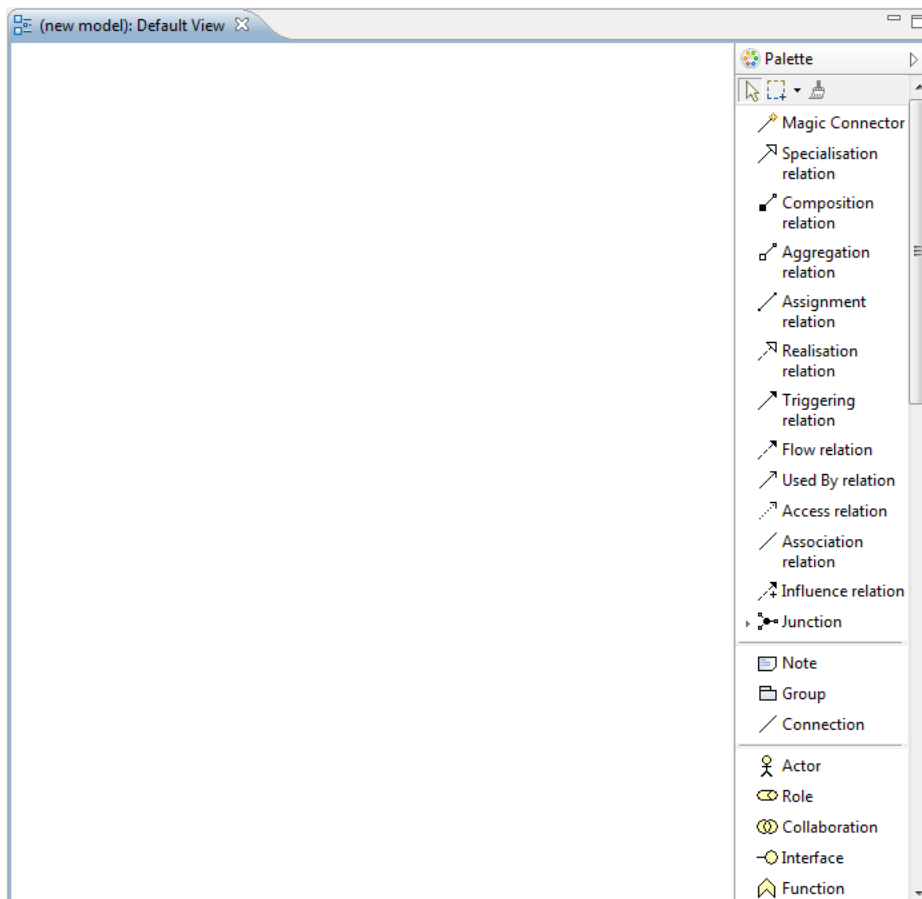 (new model): Default View
Palette
Magic Connector
Specialisation
relation
Composition
relation
Aggregation
relation
Assignment
relation
Realisation
relation
Triggering
relation
Flow relation
Used By relation
Access relation
Association
relation
Influence relation
Junction
Note
Group
Connection
Actor
Role
Collaboration
Interface
Function